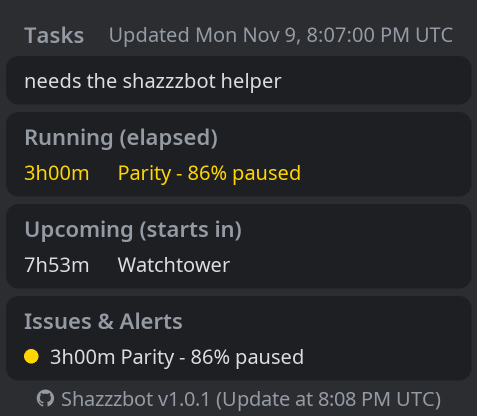 Tasks Updated Mon Nov 9, 8:07:00 PM UTC
needs the shazzzbot helper
Running (elapsed)
3h00m Parity - 86% paused
Upcoming (starts in)
7h53m Watchtower
Issues & Alerts
3h00m Parity - 86% paused
Shazzzbot v1.0.1 (Update at 8:08 PM UTC)